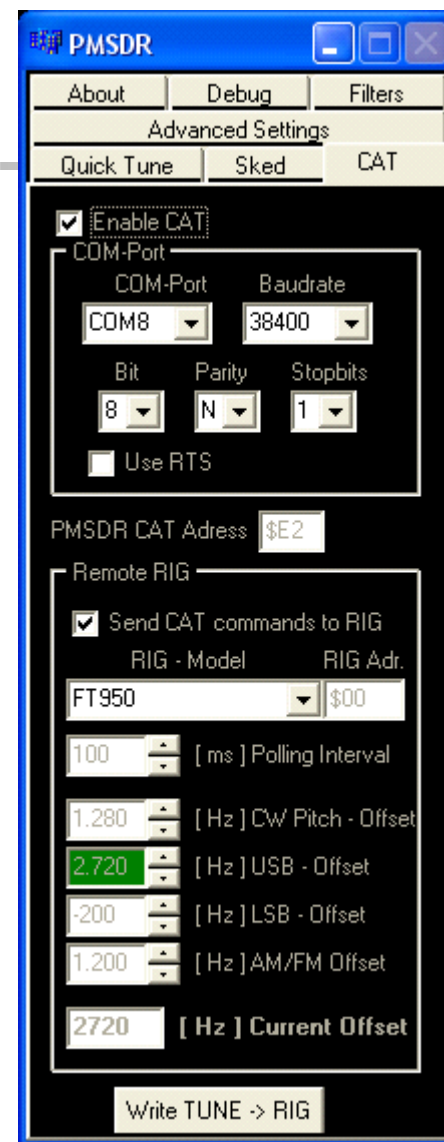 PMSDR
About Debug Filters
Advanced Settings
Quick Tune Sked CAT
Enable CAT
COM-Port
COM-Port Baudrate
COM8 38400
Bit Parity Stopbits
8 N 1
Use RTS
PMSDR CAT Adress $E2
Remote RIG
Send CAT commands to RIG
RIG - Model RIG Adr.
FT950 $00
100 [ ms ] Polling Interval
1.280 [ Hz ] CW Pitch - Offset
2.720 [ Hz ] USB - Offset
-200 [ Hz ] LSB - Offset
1.200 [ Hz ] AM/FM Offset
2720 [ Hz ] Current Offset
Write TUNE -> RIG